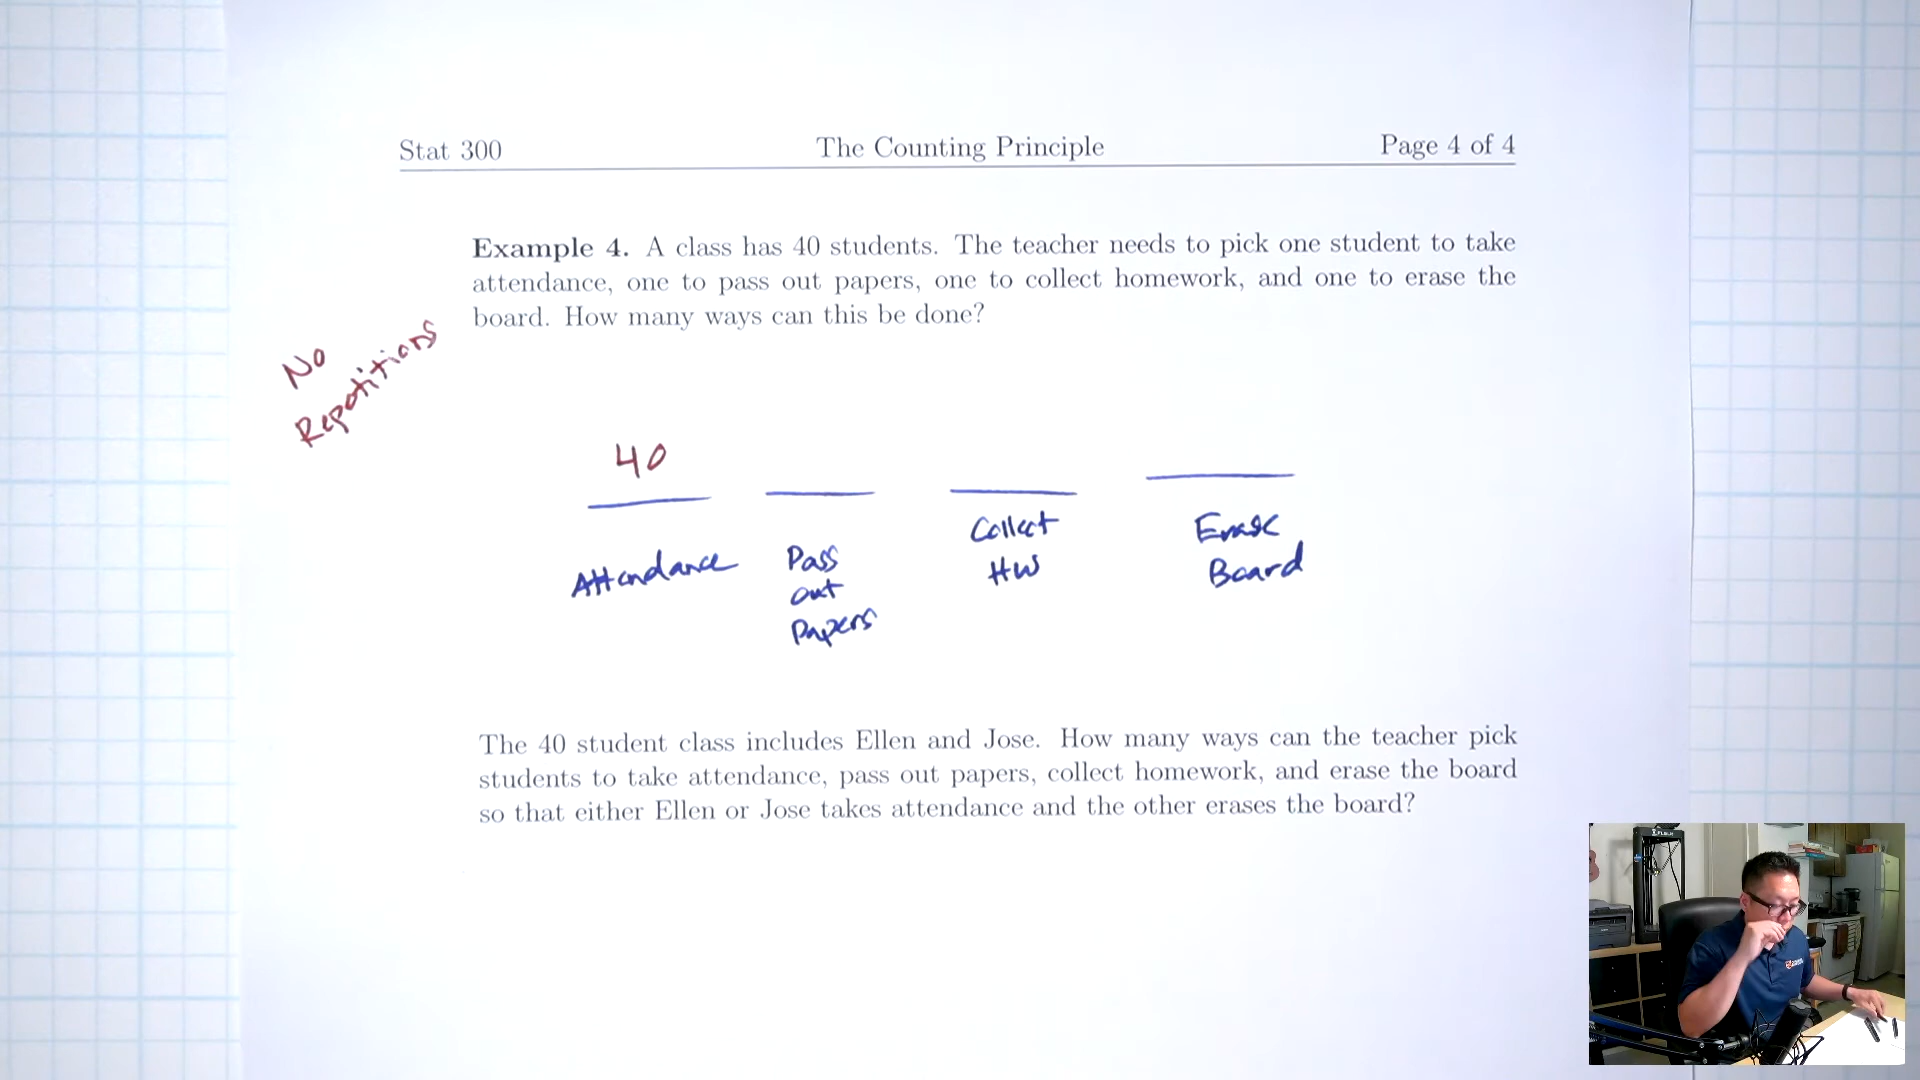 Stat 300 The Counting Principle Page 4 of 4
Example 4. A class has 40 students. The teacher needs to pick one student to take
attendance, one to pass out papers, one to collect homework, and one to erase the
board. How many ways can this be done?
No
Repotitions
40
Attendance
Pass
out
Papers
Collect
HW
Erase
Board
The 40 student class includes Ellen and Jose. How many ways can the teacher pick
students to take attendance, pass out papers, collect homework, and erase the board
so that either Ellen or Jose takes attendance and the other erases the board?